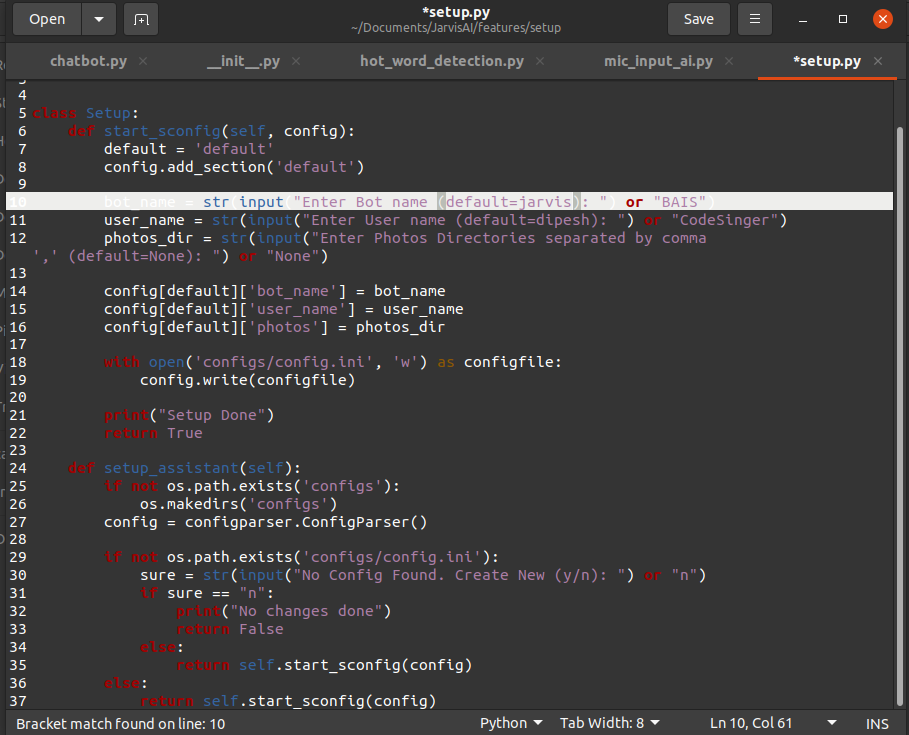 Open
*setup.py
~/Documents/JarvisAI/features/setup
Save
chatbot.py × __init__.py × hot_word_detection.py × mic_input_ai.py × *setup.py ×
4
5 class Setup:
6     def start_sconfig(self, config):
7         default = 'default'
8         config.add_section('default')
9
10         bot_name = str(input("Enter Bot name (default=jarvis): ") or "BAIS")
11         user_name = str(input("Enter User name (default=dipesh): ") or "CodeSinger")
12         photos_dir = str(input("Enter Photos Directories separated by comma
',' (default=None): ") or "None")
13
14         config[default]['bot_name'] = bot_name
15         config[default]['user_name'] = user_name
16         config[default]['photos'] = photos_dir
17
18         with open('configs/config.ini', 'w') as configfile:
19             config.write(configfile)
20
21         print("Setup Done")
22         return True
23
24     def setup_assistant(self):
25         if not os.path.exists('configs'):
26             os.makedirs('configs')
27         config = configparser.ConfigParser()
28
29         if not os.path.exists('configs/config.ini'):
30             sure = str(input("No Config Found. Create New (y/n): ") or "n")
31             if sure == "n":
32                 print("No changes done")
33                 return False
34             else:
35                 return self.start_sconfig(config)
36         else:
37             return self.start_sconfig(config)
Bracket match found on line: 10 Python Tab Width: 8 Ln 10, Col 61 INS